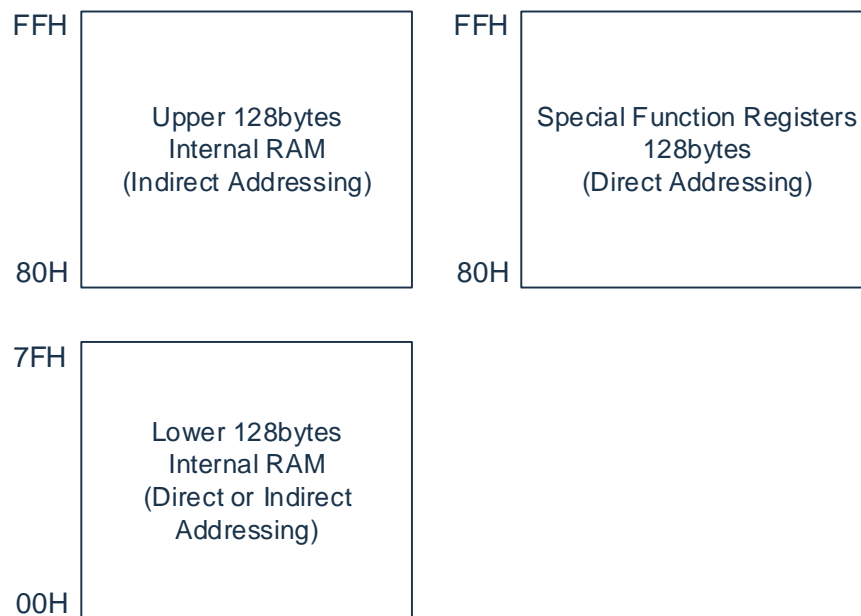 FFH
Upper 128bytes
Internal RAM
(Indirect Addressing)
80H
FFH
Special Function Registers
128bytes
(Direct Addressing)
80H
7FH
Lower 128bytes
Internal RAM
(Direct or Indirect
Addressing)
00H